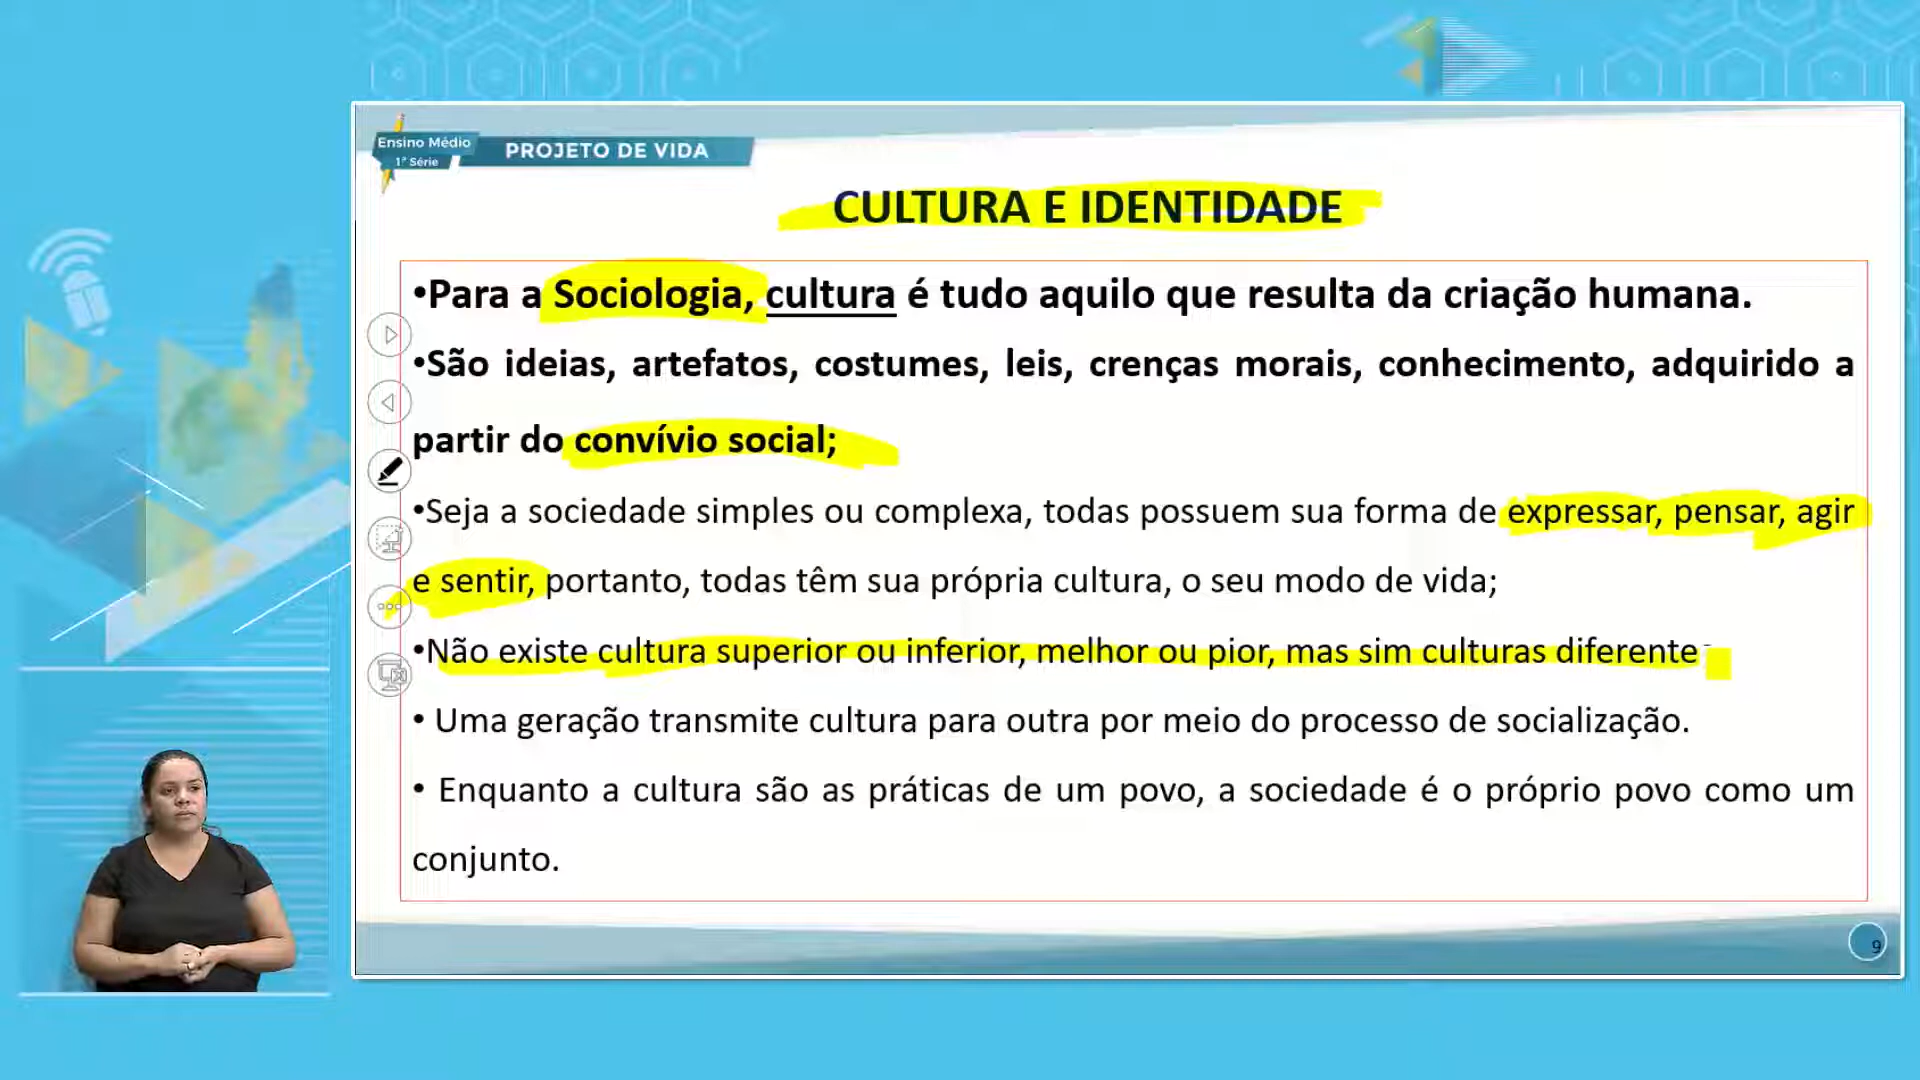 Ensino Médio
1ª Série
PROJETO DE VIDA
CULTURA E IDENTIDADE
•Para a Sociologia, cultura é tudo aquilo que resulta da criação humana.
•São ideias, artefatos, costumes, leis, crenças morais, conhecimento, adquirido a
partir do convívio social;
•Seja a sociedade simples ou complexa, todas possuem sua forma de expressar, pensar, agir
e sentir, portanto, todas têm sua própria cultura, o seu modo de vida;
•Não existe cultura superior ou inferior, melhor ou pior, mas sim culturas diferente
• Uma geração transmite cultura para outra por meio do processo de socialização.
• Enquanto a cultura são as práticas de um povo, a sociedade é o próprio povo como um
conjunto.
9